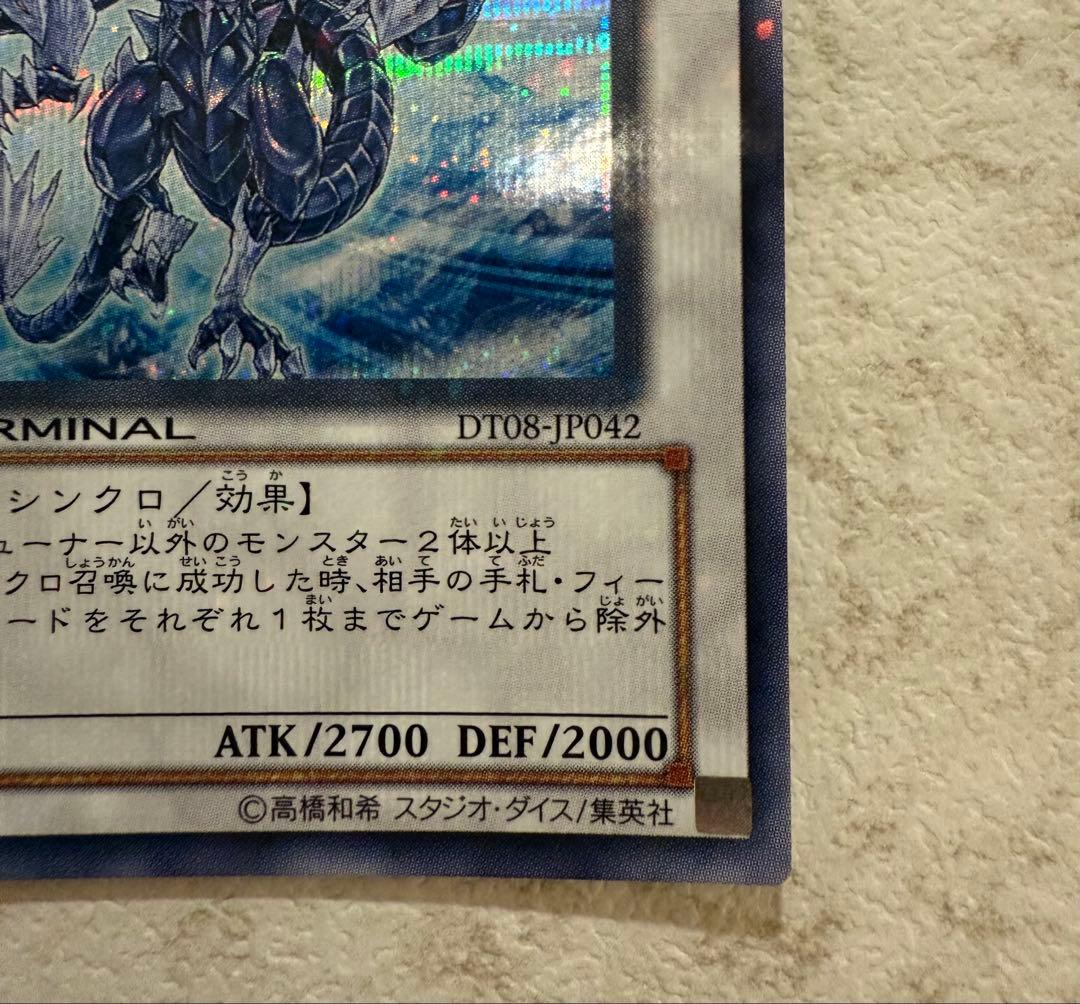 RMINAL DT08-JP042
シンクロ／効果】
ューナー以外のモンスター２体以上
クロ召喚に成功した時、相手の手札・フィー
ードをそれぞれ１枚までゲームから除外
ATK/2700 DEF/2000
©高橋和希 スタジオ・ダイス/集英社